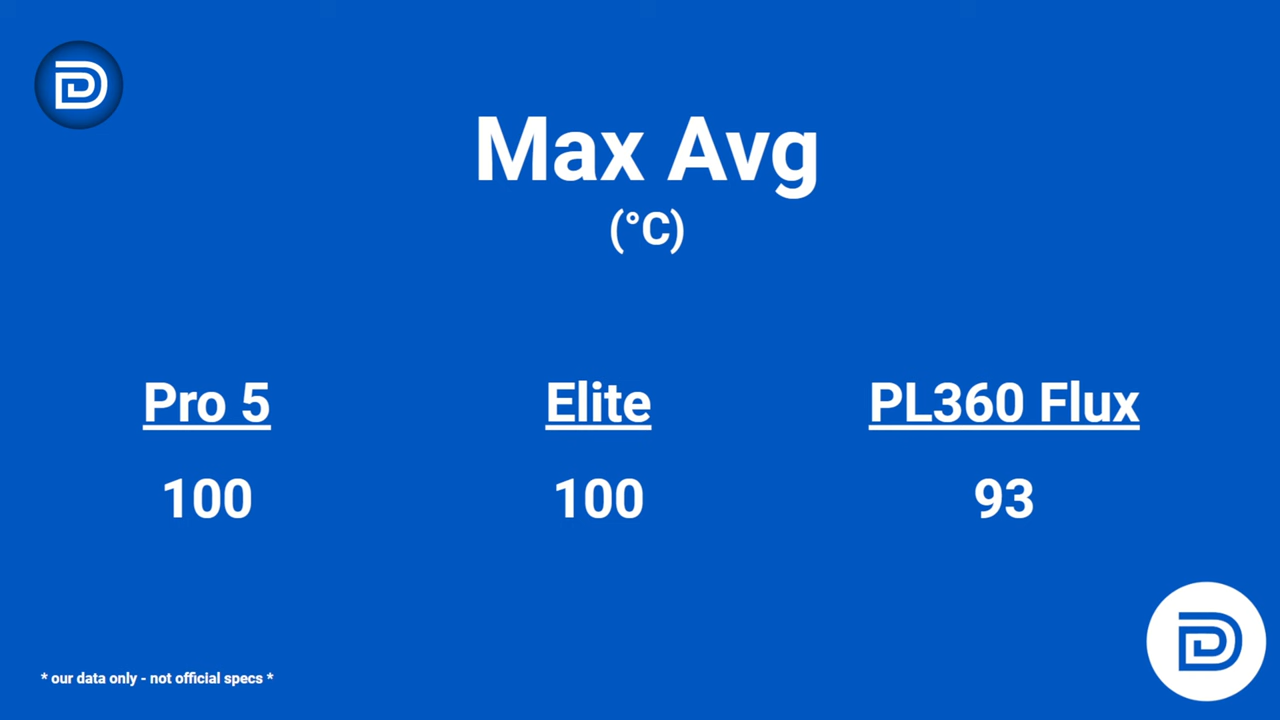 Max Avg
(°C)
Pro 5 Elite PL360 Flux
100 100 93
* our data only - not official specs *